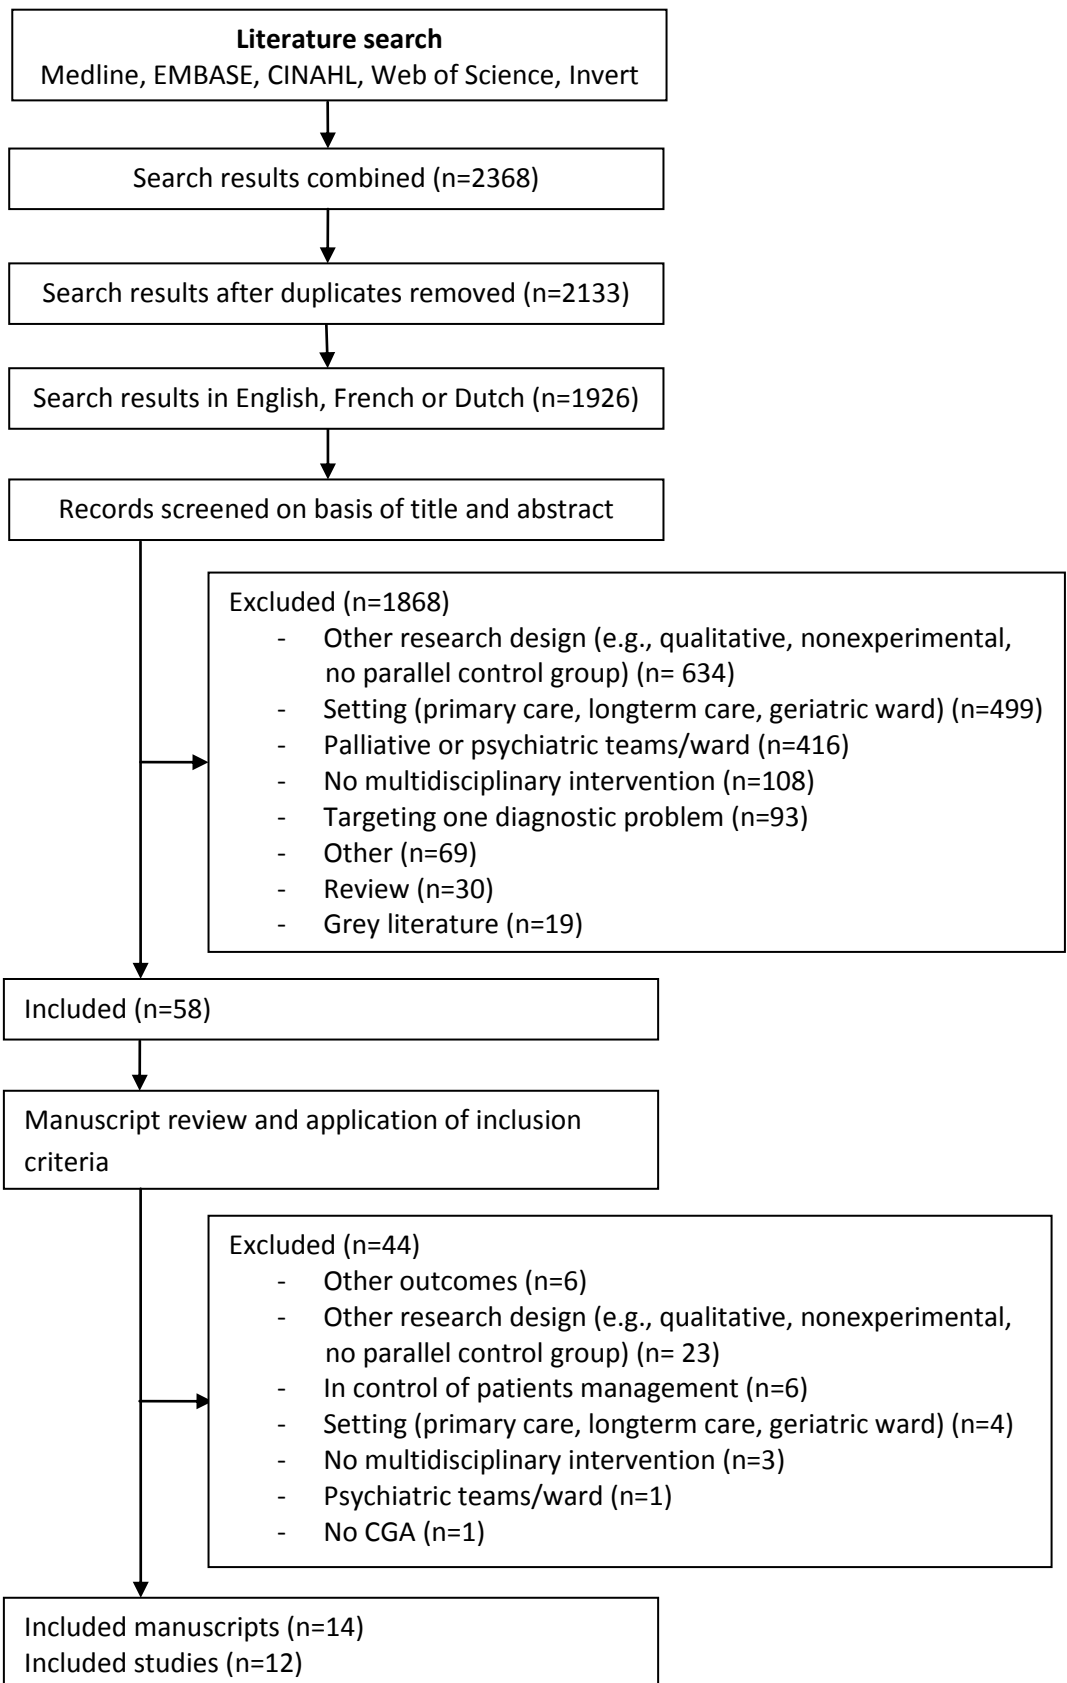 Literature search
Medline, EMBASE, CINAHL, Web of Science, Invert
Search results combined (n=2368)
Search results after duplicates removed (n=2133)
Search results in English, French or Dutch (n=1926)
Records screened on basis of title and abstract
Excluded (n=1868)
- Other research design (e.g., qualitative, nonexperimental,
no parallel control group) (n= 634)
- Setting (primary care, longterm care, geriatric ward) (n=499)
- Palliative or psychiatric teams/ward (n=416)
- No multidisciplinary intervention (n=108)
- Targeting one diagnostic problem (n=93)
- Other (n=69)
- Review (n=30)
- Grey literature (n=19)
Included (n=58)
Manuscript review and application of inclusion
criteria
Excluded (n=44)
- Other outcomes (n=6)
- Other research design (e.g., qualitative, nonexperimental,
no parallel control group) (n= 23)
- In control of patients management (n=6)
- Setting (primary care, longterm care, geriatric ward) (n=4)
- No multidisciplinary intervention (n=3)
- Psychiatric teams/ward (n=1)
- No CGA (n=1)
Included manuscripts (n=14)
Included studies (n=12)